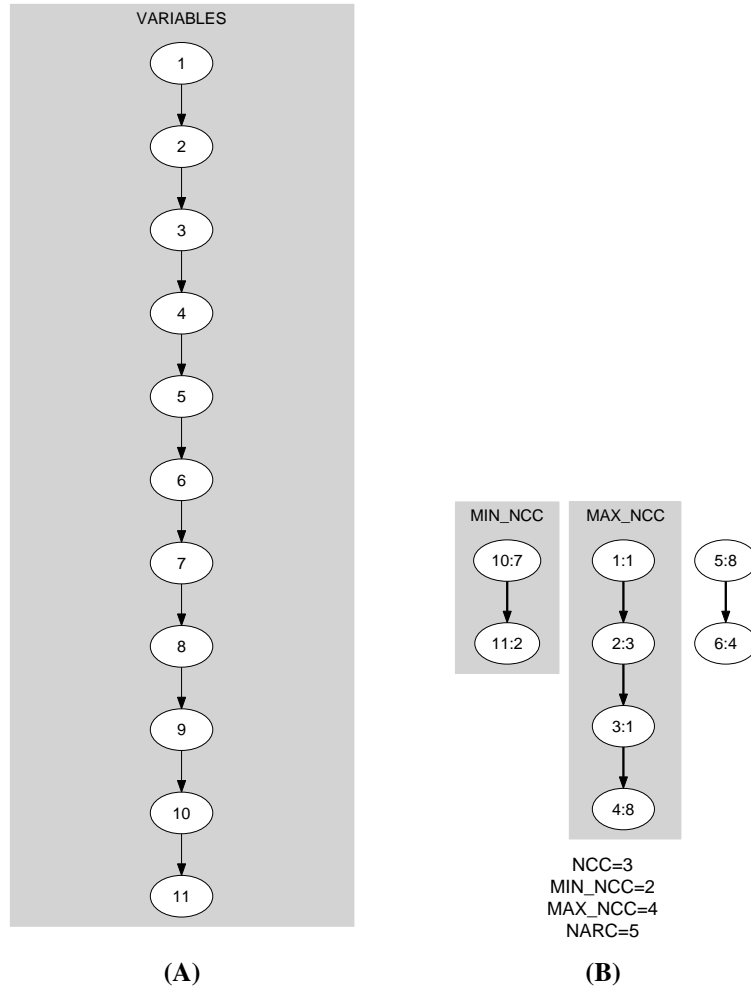 VARIABLES
1
2
3
4
5
6
7
8
9
10
11
(A)
MIN_NCC
10:7
11:2
MAX_NCC
1:1
2:3
3:1
4:8
5:8
6:4
NCC=3
MIN_NCC=2
MAX_NCC=4
NARC=5
(B)